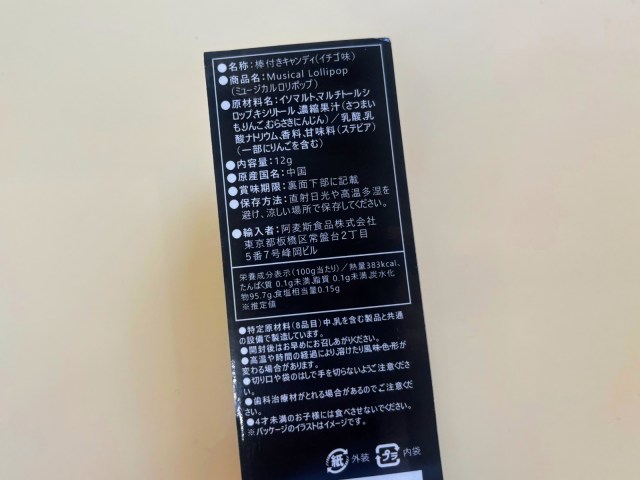 ●名称：棒付きキャンディ(イチゴ味)
●商品名：Musical Lollipop
(ミュージカルロリポップ)
●原材料名：イソマルト、マルチトールシ
ロップ、キシリトール、濃縮果汁(さつまい
も、りんご、むらさきにんじん)／乳酸、乳
酸ナトリウム、香料、甘味料(ステビア)
(一部にりんごを含む)
●内容量：12g
●原産国名：中国
●賞味期限：裏面下部に記載
●保存方法：直射日光や高温多湿を
避け、涼しい場所で保存してください。
●輸入者：阿麦斯食品株式会社
東京都板橋区常盤台2丁目
5番7号峰岡ビル
栄養成分表示(100g当たり)／熱量383kcal、
たんぱく質 0.1g未満、脂質 0.1g未満、炭水化
物95.7g、食塩相当量0.15g
※推定値
●特定原材料(8品目)中、乳を含む製品と共通
の設備で製造しています。
●開封後はお早めにお召しあがりください。
●高温や時間の経過により、溶けたり風味・色・形が
変わる場合があります。
●切り口や袋のはしで手を切らないようご注意くださ
い。
●歯科治療材がとれる場合があるのでご注意くださ
い。
●4才未満のお子様には食べさせないでください。
※パッケージのイラストはイメージです。
紙 外装 プラ 内袋